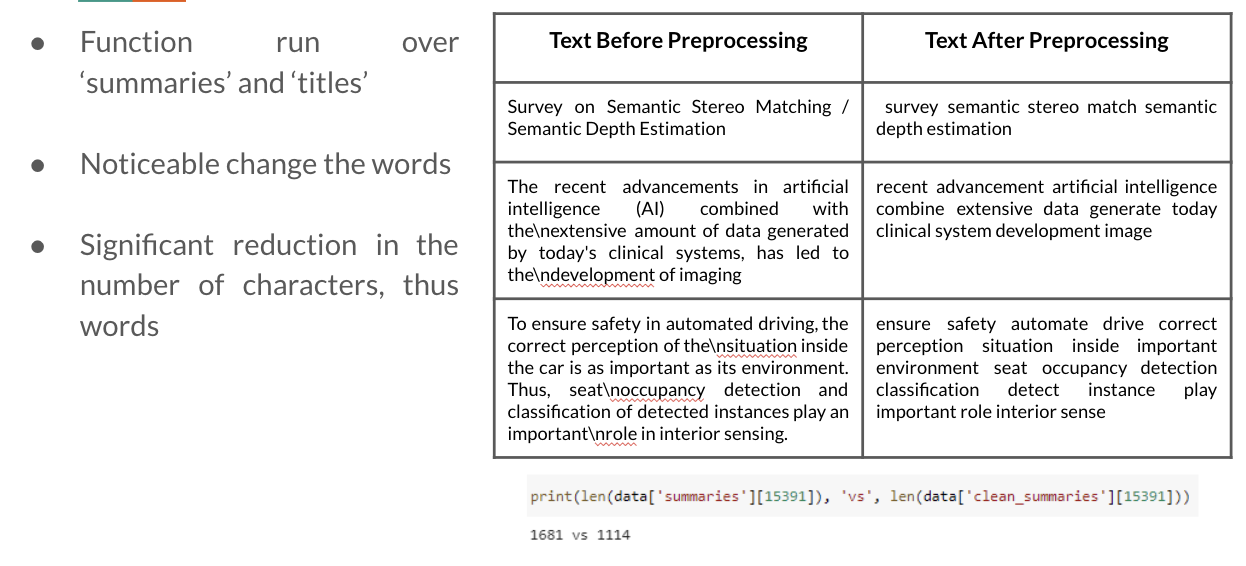 ● Function run over
‘summaries’ and ‘titles’
● Noticeable change the words
● Significant reduction in the
number of characters, thus
words
Text Before Preprocessing
Text After Preprocessing
Survey on Semantic Stereo Matching /
Semantic Depth Estimation
survey semantic stereo match semantic
depth estimation
The recent advancements in artificial
intelligence (AI) combined with
the\nextensive amount of data generated
by today's clinical systems, has led to
the\ndevelopment of imaging
recent advancement artificial intelligence
combine extensive data generate today
clinical system development image
To ensure safety in automated driving, the
correct perception of the\nsituation inside
the car is as important as its environment.
Thus, seat\noccupancy detection and
classification of detected instances play an
important\nrole in interior sensing.
ensure safety automate drive correct
perception situation inside important
environment seat occupancy detection
classification detect instance play
important role interior sense
print(len(data['summaries'][15391]), 'vs', len(data['clean_summaries'][15391]))
1681 vs 1114